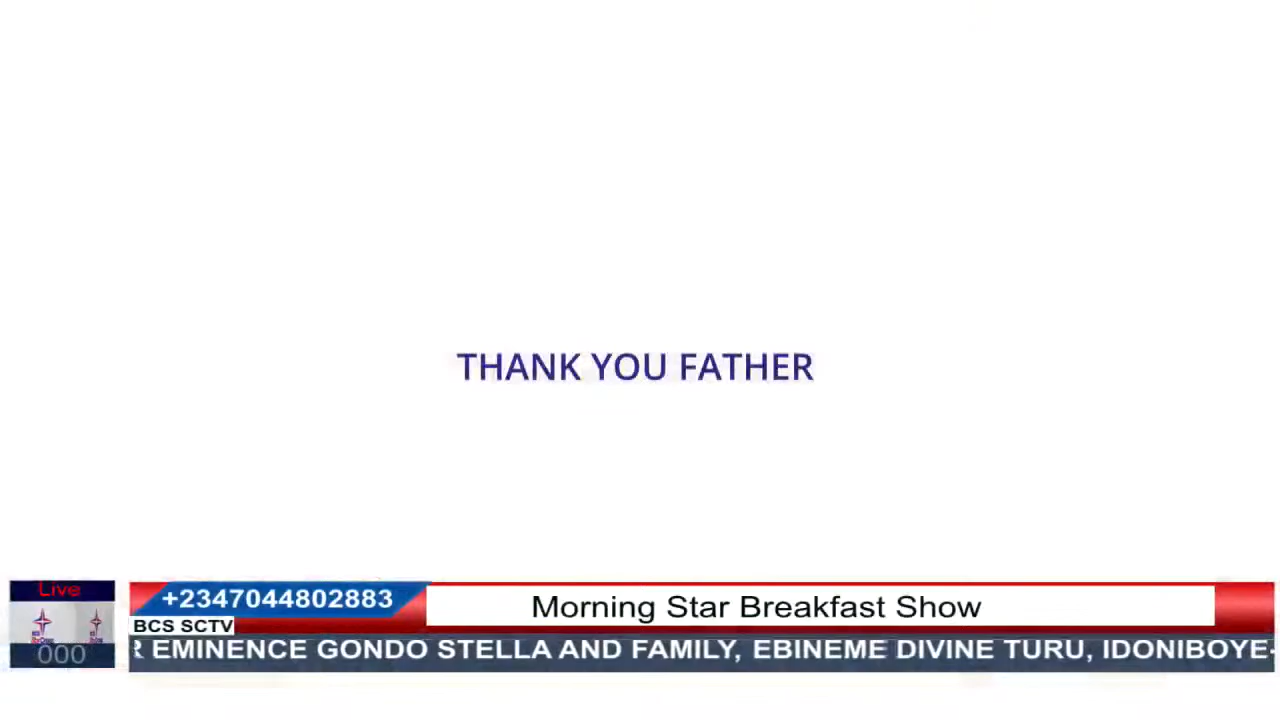 THANK YOU FATHER
Live
+2347044802883
Morning Star Breakfast Show
BCS SCTV
000
R EMINENCE GONDO STELLA AND FAMILY, EBINEME DIVINE TURU, IDONIBOYE-